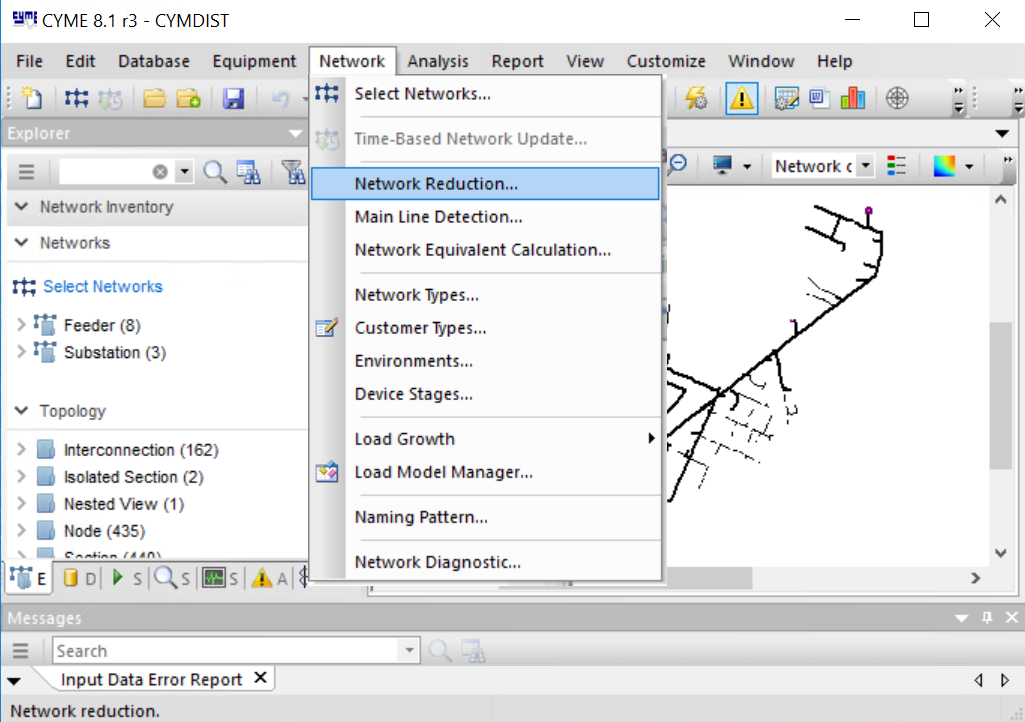 CYME CYME 8.1 r3 - CYMDIST
File Edit Database Equipment Network Analysis Report View Customize Window Help
Select Networks...
Explorer
Time-Based Network Update...
Network c
Network Reduction...
Network Inventory
Main Line Detection...
Networks
Network Equivalent Calculation...
Select Networks
Network Types...
Feeder (8)
Customer Types...
Substation (3)
Environments...
Device Stages...
Topology
Load Growth
Interconnection (162)
Load Model Manager...
Isolated Section (2)
Nested View (1)
Naming Pattern...
Node (435)
Section (440)
Network Diagnostic...
E D S S S A
Messages
Search
Input Data Error Report
Network reduction.